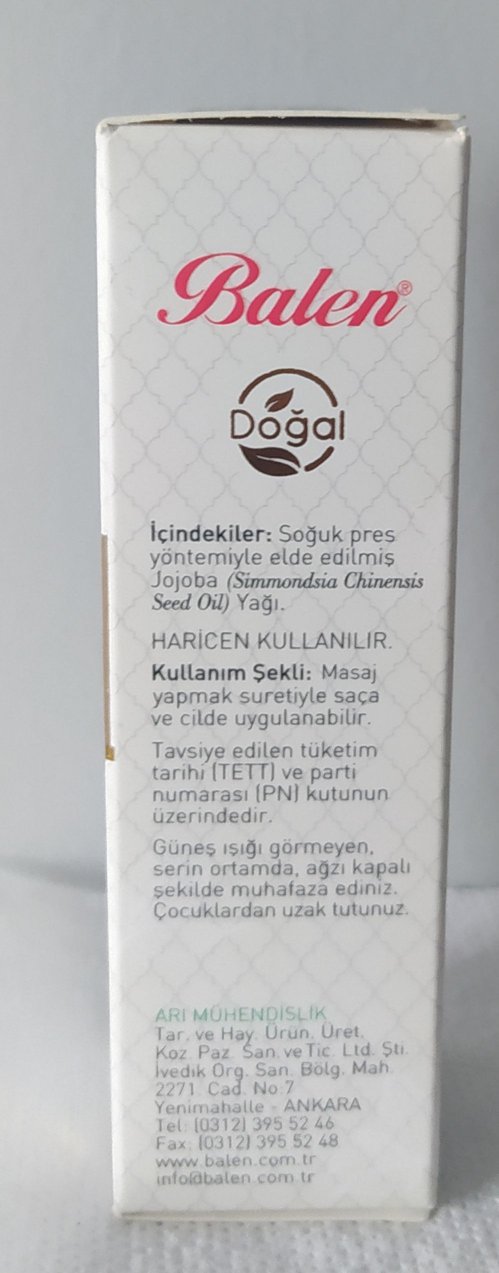 Balen®
Doğal
İçindekiler: Soğuk pres
yöntemiyle elde edilmiş
Jojoba (Simmondsia Chinensis
Seed Oil) Yağı.
HARİCEN KULLANILIR.
Kullanım Şekli: Masaj
yapmak suretiyle saça
ve cilde uygulanabilir.
Tavsiye edilen tüketim
tarihi (TETT) ve parti
numarası (PN) kutunun
üzerindedir.
Güneş ışığı görmeyen,
serin ortamda, ağzı kapalı
şekilde muhafaza ediniz.
Çocuklardan uzak tutunuz.
ARI MÜHENDİSLİK
Tar. ve Hay. Ürün. Üret.
Koz. Paz. San. ve Tic. Ltd. Şti.
İvedik Org. San. Bölg. Mah.
2271. Cad. No:7
Yenimahalle - ANKARA
Tel: (0312) 395 52 46
Fax: (0312) 395 52 48
www.balen.com.tr
info@balen.com.tr